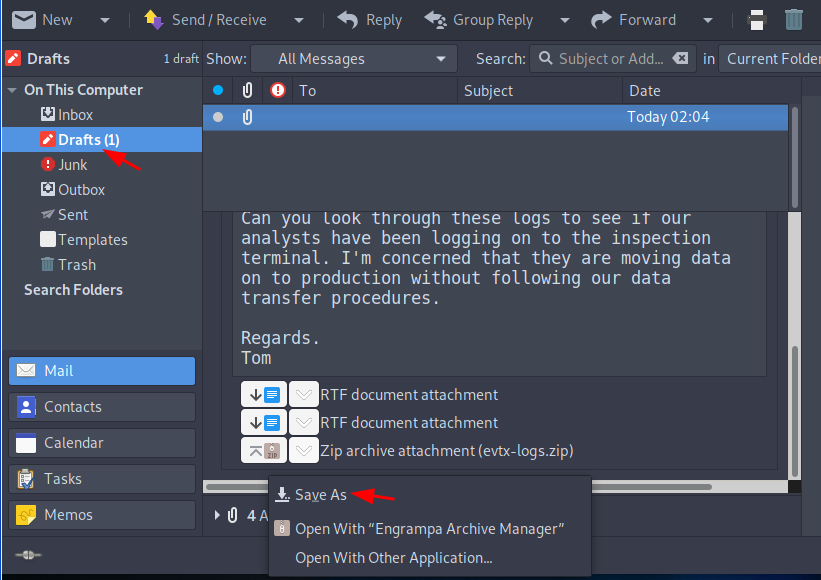 New
Send / Receive
Reply
Group Reply
Forward
Drafts
1 draft
Show:
All Messages
Search:
Subject or Add...
in
Current Folder
On This Computer
Inbox
Drafts (1)
Junk
Outbox
Sent
Templates
Trash
Search Folders
Mail
Contacts
Calendar
Tasks
Memos
To
Subject
Date
Today 02:04
Can you look through these logs to see if our
analysts have been logging on to the inspection
terminal. I'm concerned that they are moving data
on to production without following our data
transfer procedures.
Regards.
Tom
RTF document attachment
RTF document attachment
ZIP
Zip archive attachment (evtx-logs.zip)
4 A
Save As
Open With “Engrampa Archive Manager”
Open With Other Application...